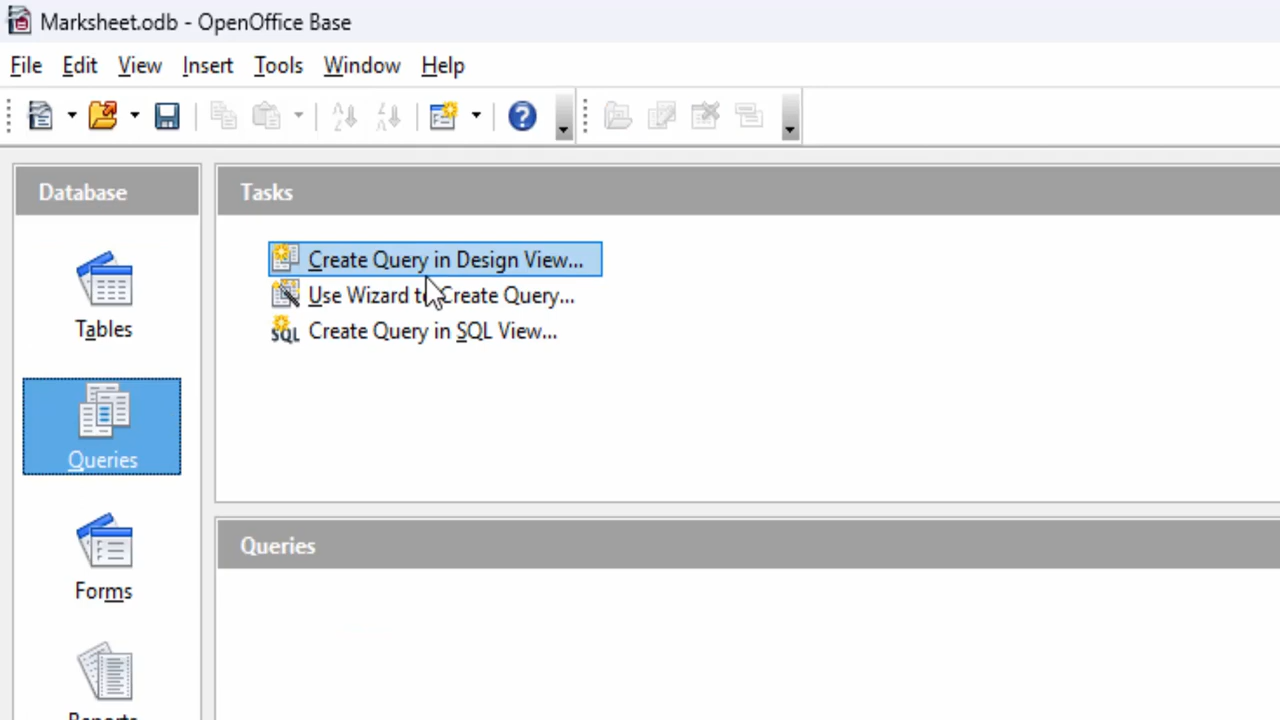 Marksheet.odb - OpenOffice Base
File Edit View Insert Tools Window Help
Database
Tables
Queries
Forms
Reports
Tasks
Create Query in Design View...
Use Wizard to Create Query...
Create Query in SQL View...
Queries